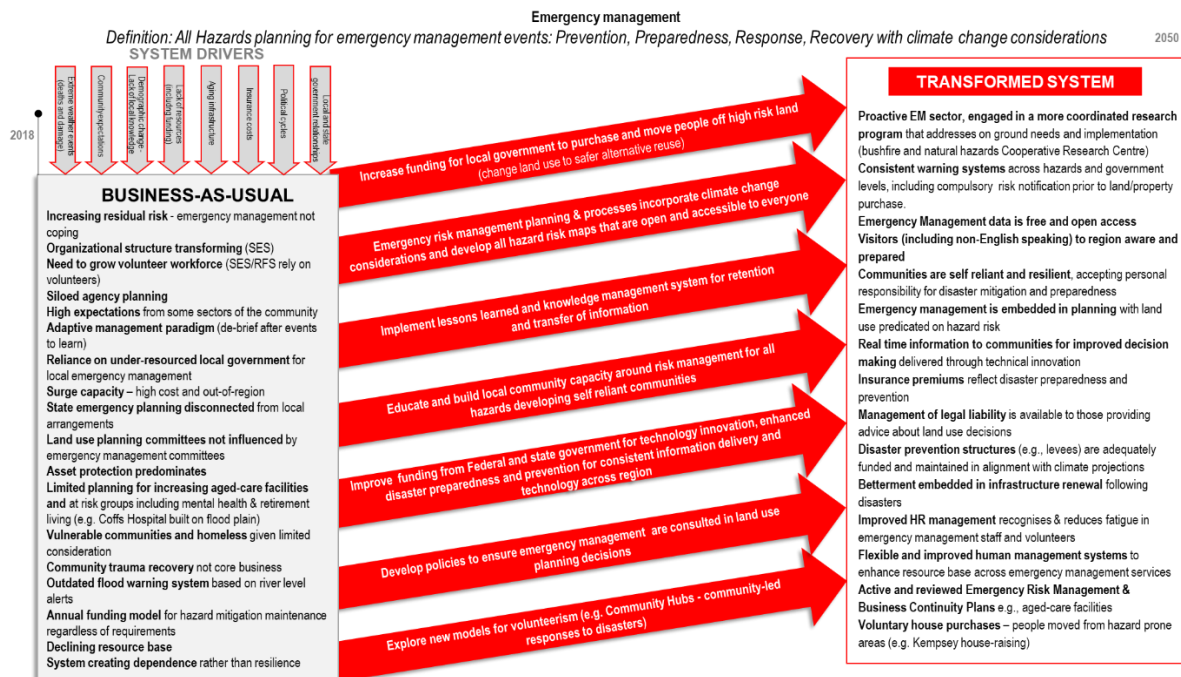 Emergency management
Definition: All Hazards planning for emergency management events: Prevention, Preparedness, Response, Recovery with climate change considerations
2050
SYSTEM DRIVERS
2018
Extreme weather events
(deaths and damage)
Community expectations
Demographic change -
Lack of local knowledge
Lack of resources
(including funding)
Aging infrastructure
Insurance costs
Political cycles
Local and state
government relationships
BUSINESS-AS-USUAL
Increasing residual risk - emergency management not
coping
Organizational structure transforming (SES)
Need to grow volunteer workforce (SES/RFS rely on
volunteers)
Siloed agency planning
High expectations from some sectors of the community
Adaptive management paradigm (de-brief after events
to learn)
Reliance on under-resourced local government for
local emergency management
Surge capacity – high cost and out-of-region
State emergency planning disconnected from local
arrangements
Land use planning committees not influenced by
emergency management committees
Asset protection predominates
Limited planning for increasing aged-care facilities
and at risk groups including mental health & retirement
living (e.g. Coffs Hospital built on flood plain)
Vulnerable communities and homeless given limited
consideration
Community trauma recovery not core business
Outdated flood warning system based on river level
alerts
Annual funding model for hazard mitigation maintenance
regardless of requirements
Declining resource base
System creating dependence rather than resilience
Increase funding for local government to purchase and move people off high risk land
(change land use to safer alternative reuse)
Emergency risk management planning & processes incorporate climate change
considerations and develop all hazard risk maps that are open and accessible to everyone
Implement lessons learned and knowledge management system for retention
and transfer of information
Educate and build local community capacity around risk management for all
hazards developing self reliant communities
Improve funding from Federal and state government for technology innovation, enhanced
disaster preparedness and prevention for consistent information delivery and
technology across region
Develop policies to ensure emergency management are consulted in land use
planning decisions
Explore new models for volunteerism (e.g. Community Hubs - community-led
responses to disasters)
TRANSFORMED SYSTEM
Proactive EM sector, engaged in a more coordinated research
program that addresses on ground needs and implementation
(bushfire and natural hazards Cooperative Research Centre)
Consistent warning systems across hazards and government
levels, including compulsory risk notification prior to land/property
purchase.
Emergency Management data is free and open access
Visitors (including non-English speaking) to region aware and
prepared
Communities are self reliant and resilient, accepting personal
responsibility for disaster mitigation and preparedness
Emergency management is embedded in planning with land
use predicated on hazard risk
Real time information to communities for improved decision
making delivered through technical innovation
Insurance premiums reflect disaster preparedness and
prevention
Management of legal liability is available to those providing
advice about land use decisions
Disaster prevention structures (e.g., levees) are adequately
funded and maintained in alignment with climate projections
Betterment embedded in infrastructure renewal following
disasters
Improved HR management recognises & reduces fatigue in
emergency management staff and volunteers
Flexible and improved human management systems to
enhance resource base across emergency management services
Active and reviewed Emergency Risk Management &
Business Continuity Plans e.g., aged-care facilities
Voluntary house purchases – people moved from hazard prone
areas (e.g. Kempsey house-raising)